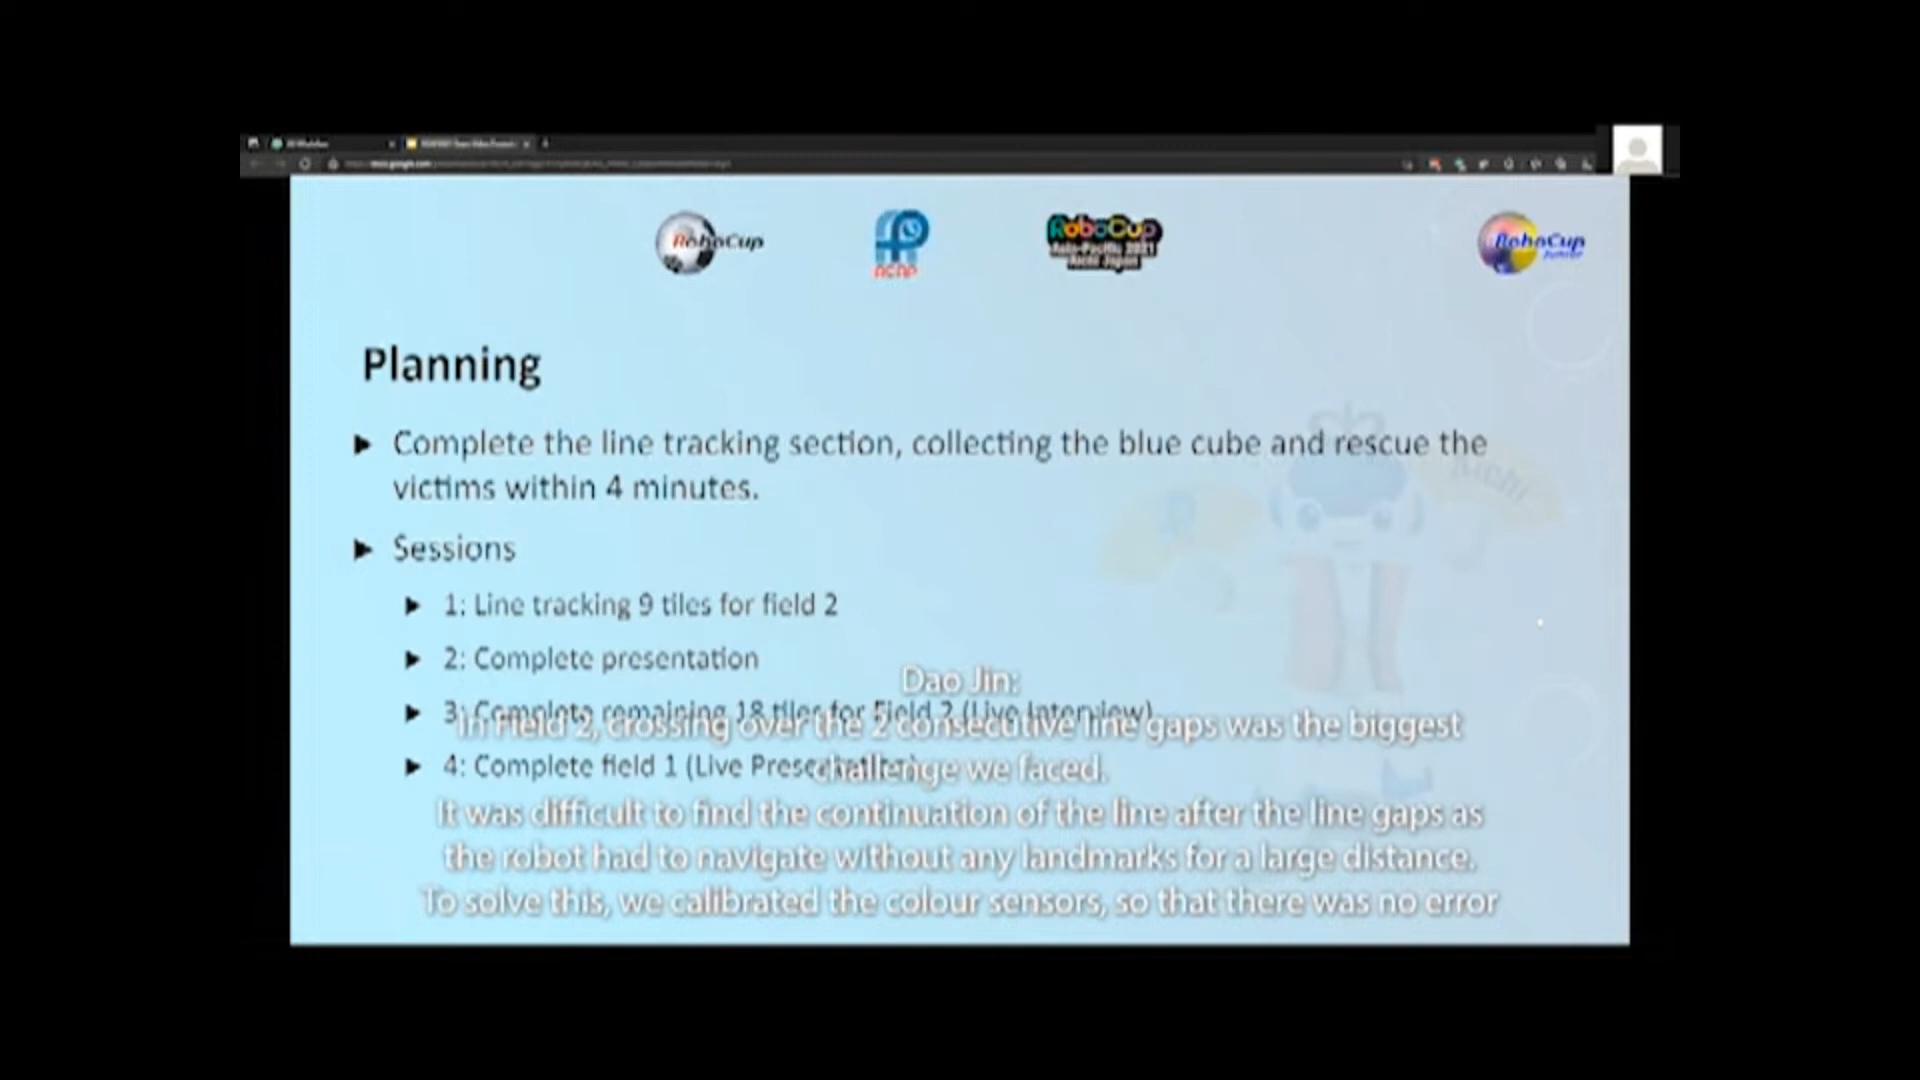 RoboCup
RCAP
RoboCup
Asia-Pacific 2021
Aichi Japan
RoboCup
Junior
Planning
Complete the line tracking section, collecting the blue cube and rescue the
victims within 4 minutes.
Aichi
Sessions
1: Line tracking 9 tiles for field 2
2: Complete presentation
3: Complete remaining 18 tiles for Field 2 (Live Interview)
4: Complete field 1 (Live Presentation)
Dao Jin:
In Field 2, crossing over the 2 consecutive line gaps was the biggest
challenge we faced.
It was difficult to find the continuation of the line after the line gaps as
the robot had to navigate without any landmarks for a large distance.
To solve this, we calibrated the colour sensors, so that there was no error